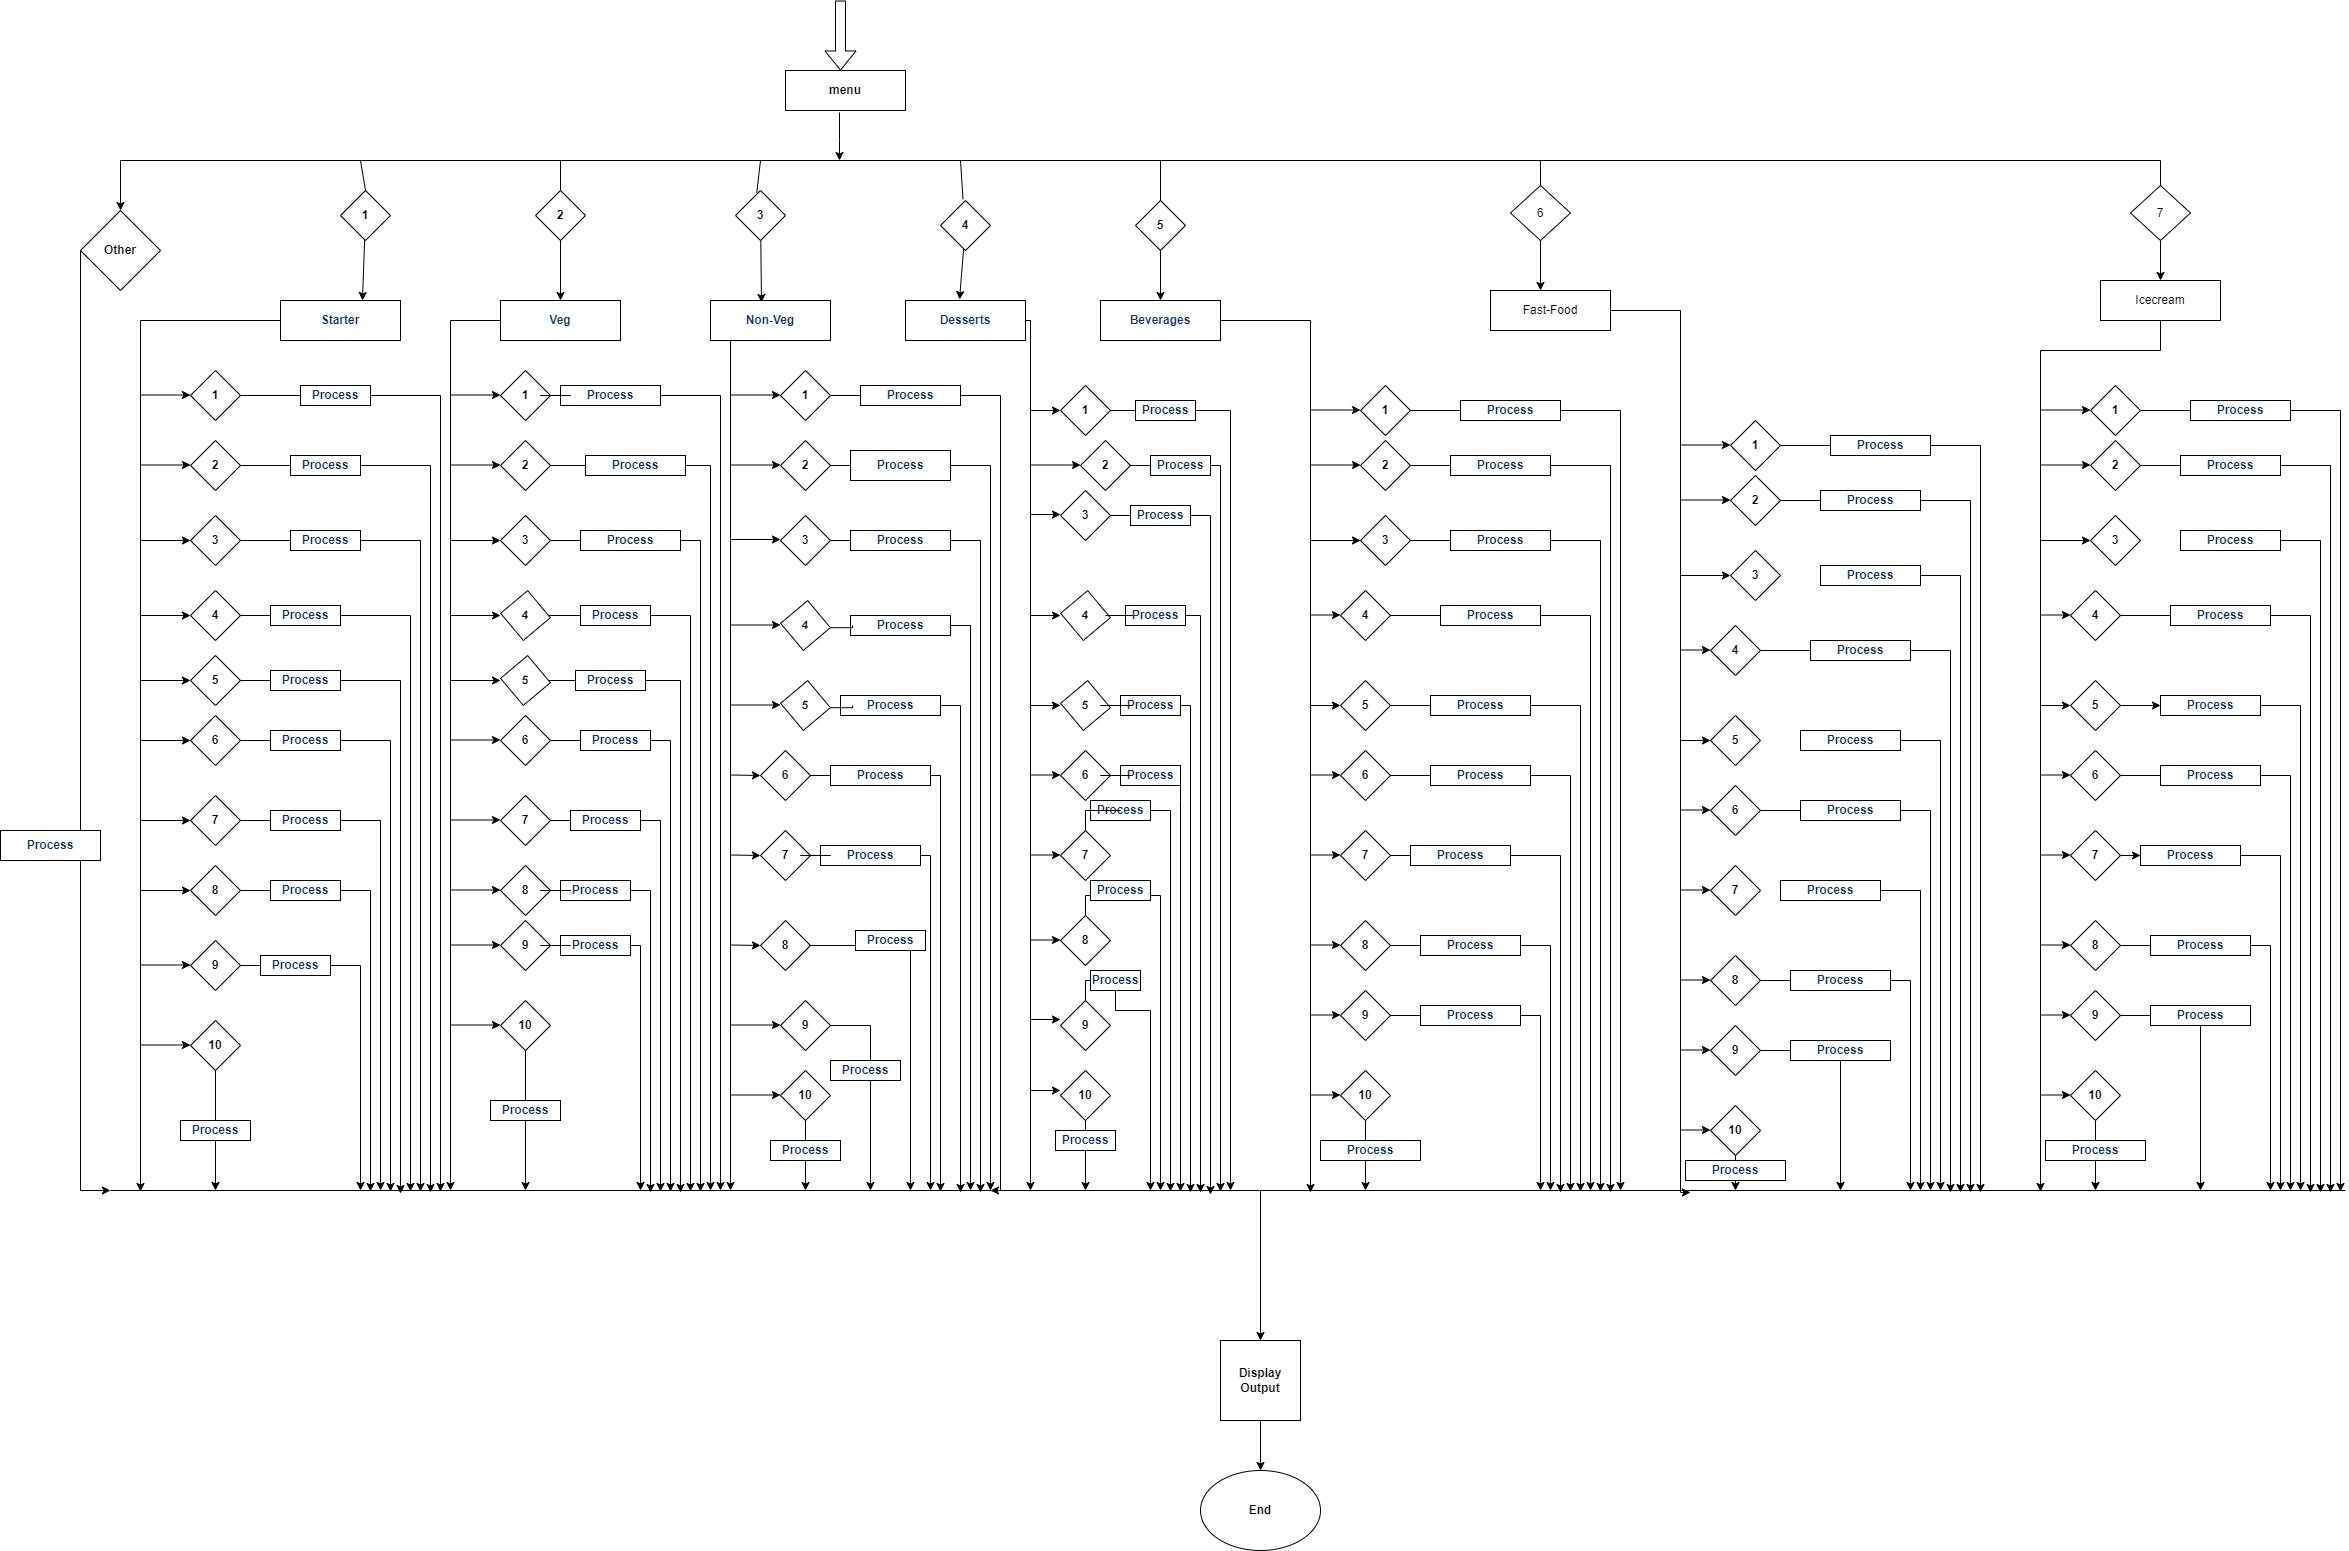 menu
Other
1
2
3
4
5
6
7
Starter
Veg
Non-Veg
Desserts
Beverages
Fast-Food
Icecream
1
Process
2
Process
3
Process
4
Process
5
Process
6
Process
7
Process
8
Process
9
Process
10
Process
1
Process
2
Process
3
Process
4
Process
5
Process
6
Process
7
Process
8
Process
9
Process
10
Process
1
Process
2
Process
3
Process
4
Process
5
Process
6
Process
7
Process
8
Process
9
Process
10
Process
1
Process
2
Process
3
Process
4
Process
5
Process
6
Process
Process
7
Process
8
Process
9
10
Process
1
Process
2
Process
3
Process
4
Process
5
Process
6
Process
7
Process
8
Process
9
Process
10
Process
1
Process
2
Process
3
Process
4
Process
5
Process
6
Process
7
Process
8
Process
9
Process
10
Process
1
Process
2
Process
3
Process
4
Process
5
Process
6
Process
7
Process
8
Process
9
Process
10
Process
Process
Display
Output
End